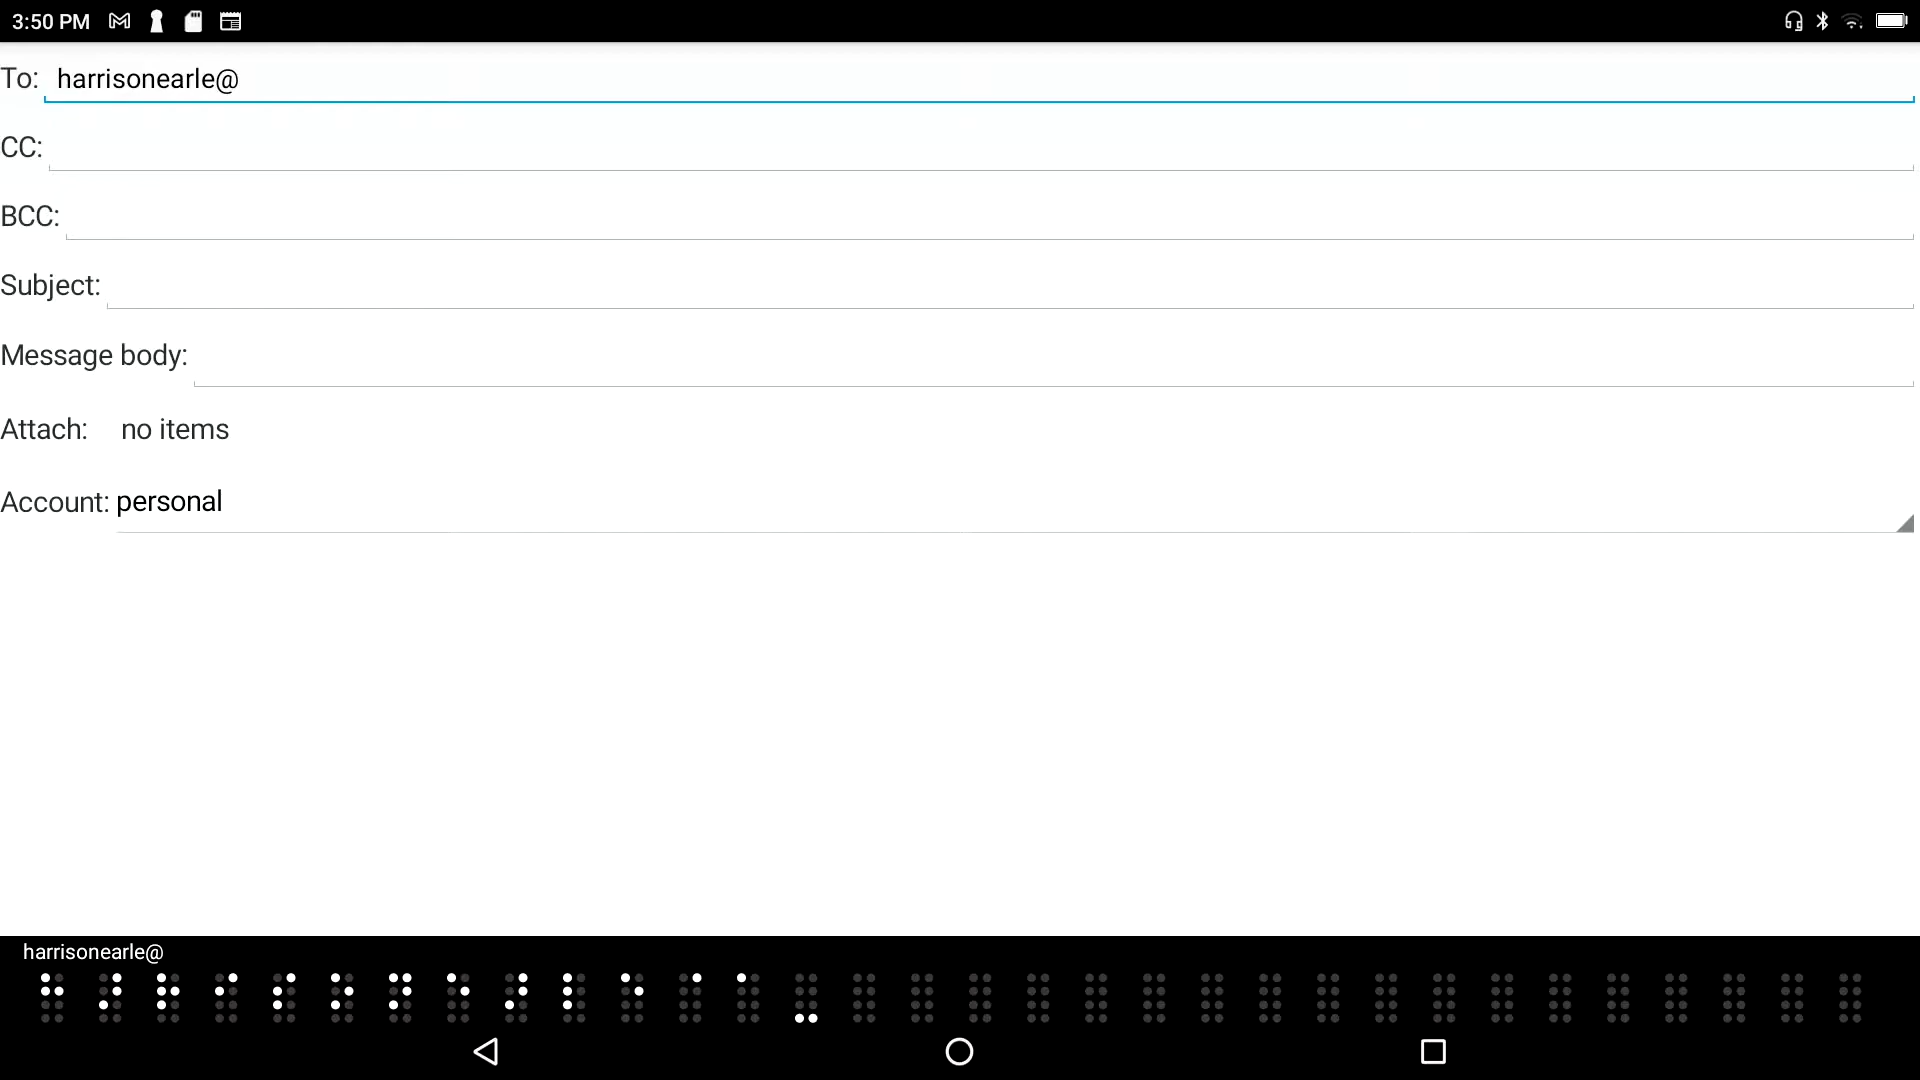 3:50 PM
To: harrisonearle@
CC:
BCC:
Subject:
Message body:
Attach: no items
Account: personal
harrisonearle@